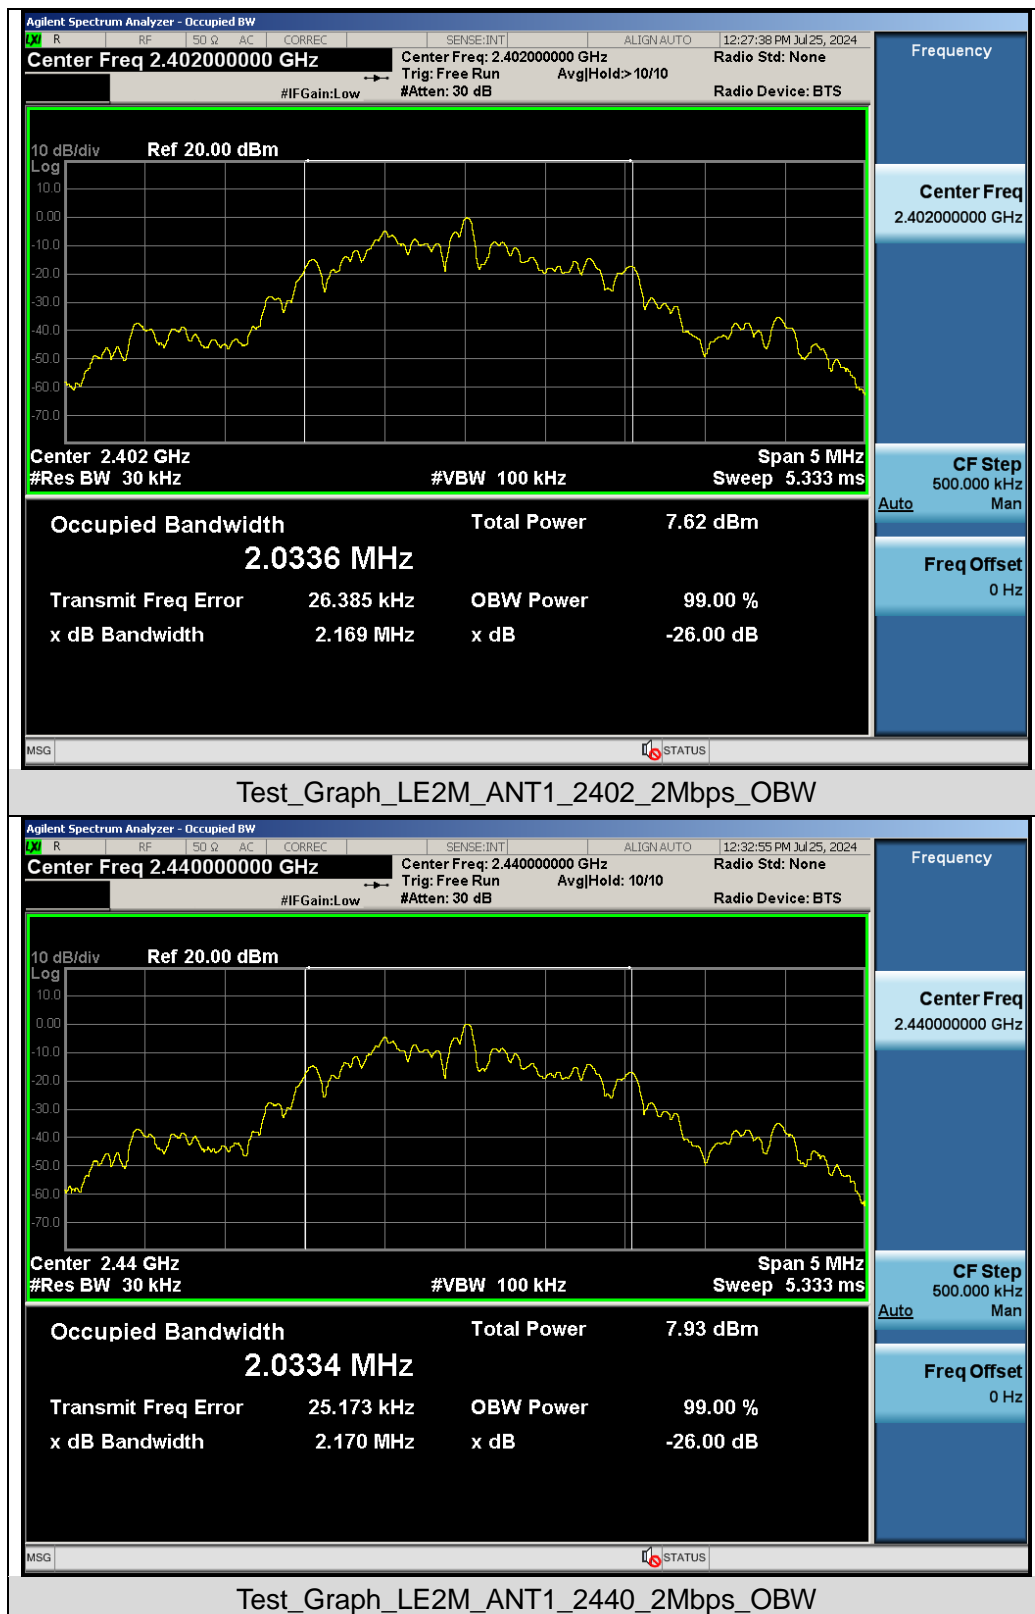 Agilent Spectrum Analyzer - Occupied BW
LXI R RF 50 Ω AC CORREC SENSE:INT ALIGN AUTO 12:27:38 PM Jul 25, 2024
Center Freq 2.402000000 GHz
Center Freq: 2.402000000 GHz Radio Std: None
Trig: Free Run Avg|Hold:> 10/10
#IFGain:Low #Atten: 30 dB Radio Device: BTS
Frequency
10 dB/div Ref 20.00 dBm
Log
10.0
0.00
-10.0
-20.0
-30.0
-40.0
-50.0
-60.0
-70.0
Center 2.402 GHz Span 5 MHz
#Res BW 30 kHz #VBW 100 kHz Sweep 5.333 ms
Center Freq
2.402000000 GHz
CF Step
500.000 kHz
Auto Man
Freq Offset
0 Hz
Occupied Bandwidth Total Power 7.62 dBm
2.0336 MHz
Transmit Freq Error 26.385 kHz OBW Power 99.00 %
x dB Bandwidth 2.169 MHz x dB -26.00 dB
MSG STATUS
Test_Graph_LE2M_ANT1_2402_2Mbps_OBW
Agilent Spectrum Analyzer - Occupied BW
LXI R RF 50 Ω AC CORREC SENSE:INT ALIGN AUTO 12:32:55 PM Jul 25, 2024
Center Freq 2.440000000 GHz
Center Freq: 2.440000000 GHz Radio Std: None
Trig: Free Run Avg|Hold: 10/10
#IFGain:Low #Atten: 30 dB Radio Device: BTS
Frequency
10 dB/div Ref 20.00 dBm
Log
10.0
0.00
-10.0
-20.0
-30.0
-40.0
-50.0
-60.0
-70.0
Center 2.44 GHz Span 5 MHz
#Res BW 30 kHz #VBW 100 kHz Sweep 5.333 ms
Center Freq
2.440000000 GHz
CF Step
500.000 kHz
Auto Man
Freq Offset
0 Hz
Occupied Bandwidth Total Power 7.93 dBm
2.0334 MHz
Transmit Freq Error 25.173 kHz OBW Power 99.00 %
x dB Bandwidth 2.170 MHz x dB -26.00 dB
MSG STATUS
Test_Graph_LE2M_ANT1_2440_2Mbps_OBW